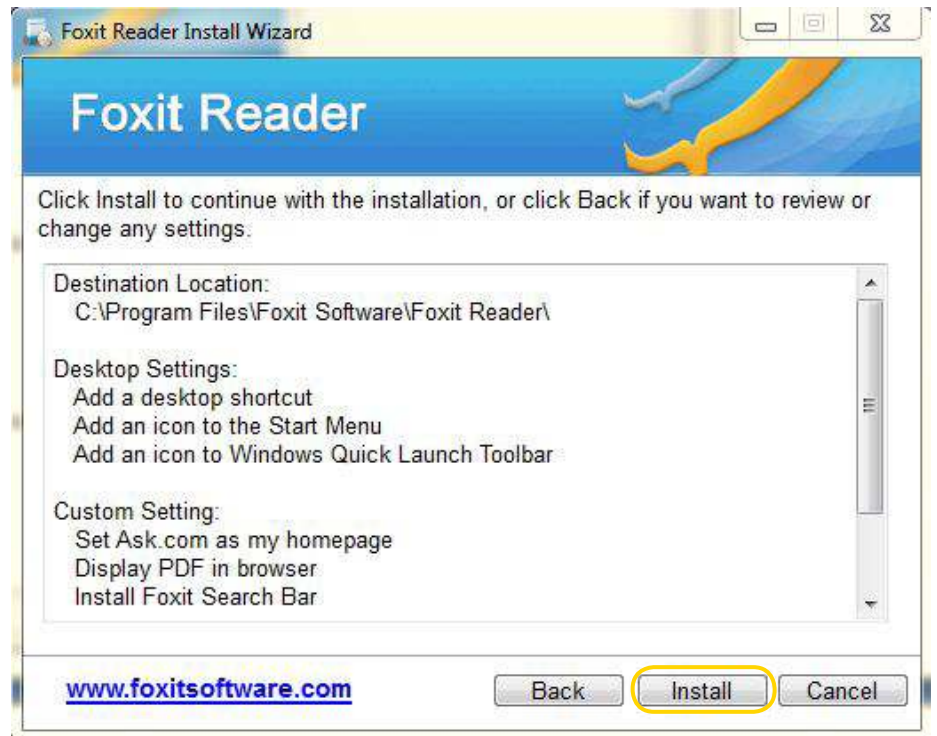 Foxit Reader Install Wizard
Foxit Reader
Click Install to continue with the installation, or click Back if you want to review or
change any settings.
Destination Location:
C:\Program Files\Foxit Software\Foxit Reader\
Desktop Settings:
Add a desktop shortcut
Add an icon to the Start Menu
Add an icon to Windows Quick Launch Toolbar
Custom Setting:
Set Ask.com as my homepage
Display PDF in browser
Install Foxit Search Bar
www.foxitsoftware.com Back Install Cancel